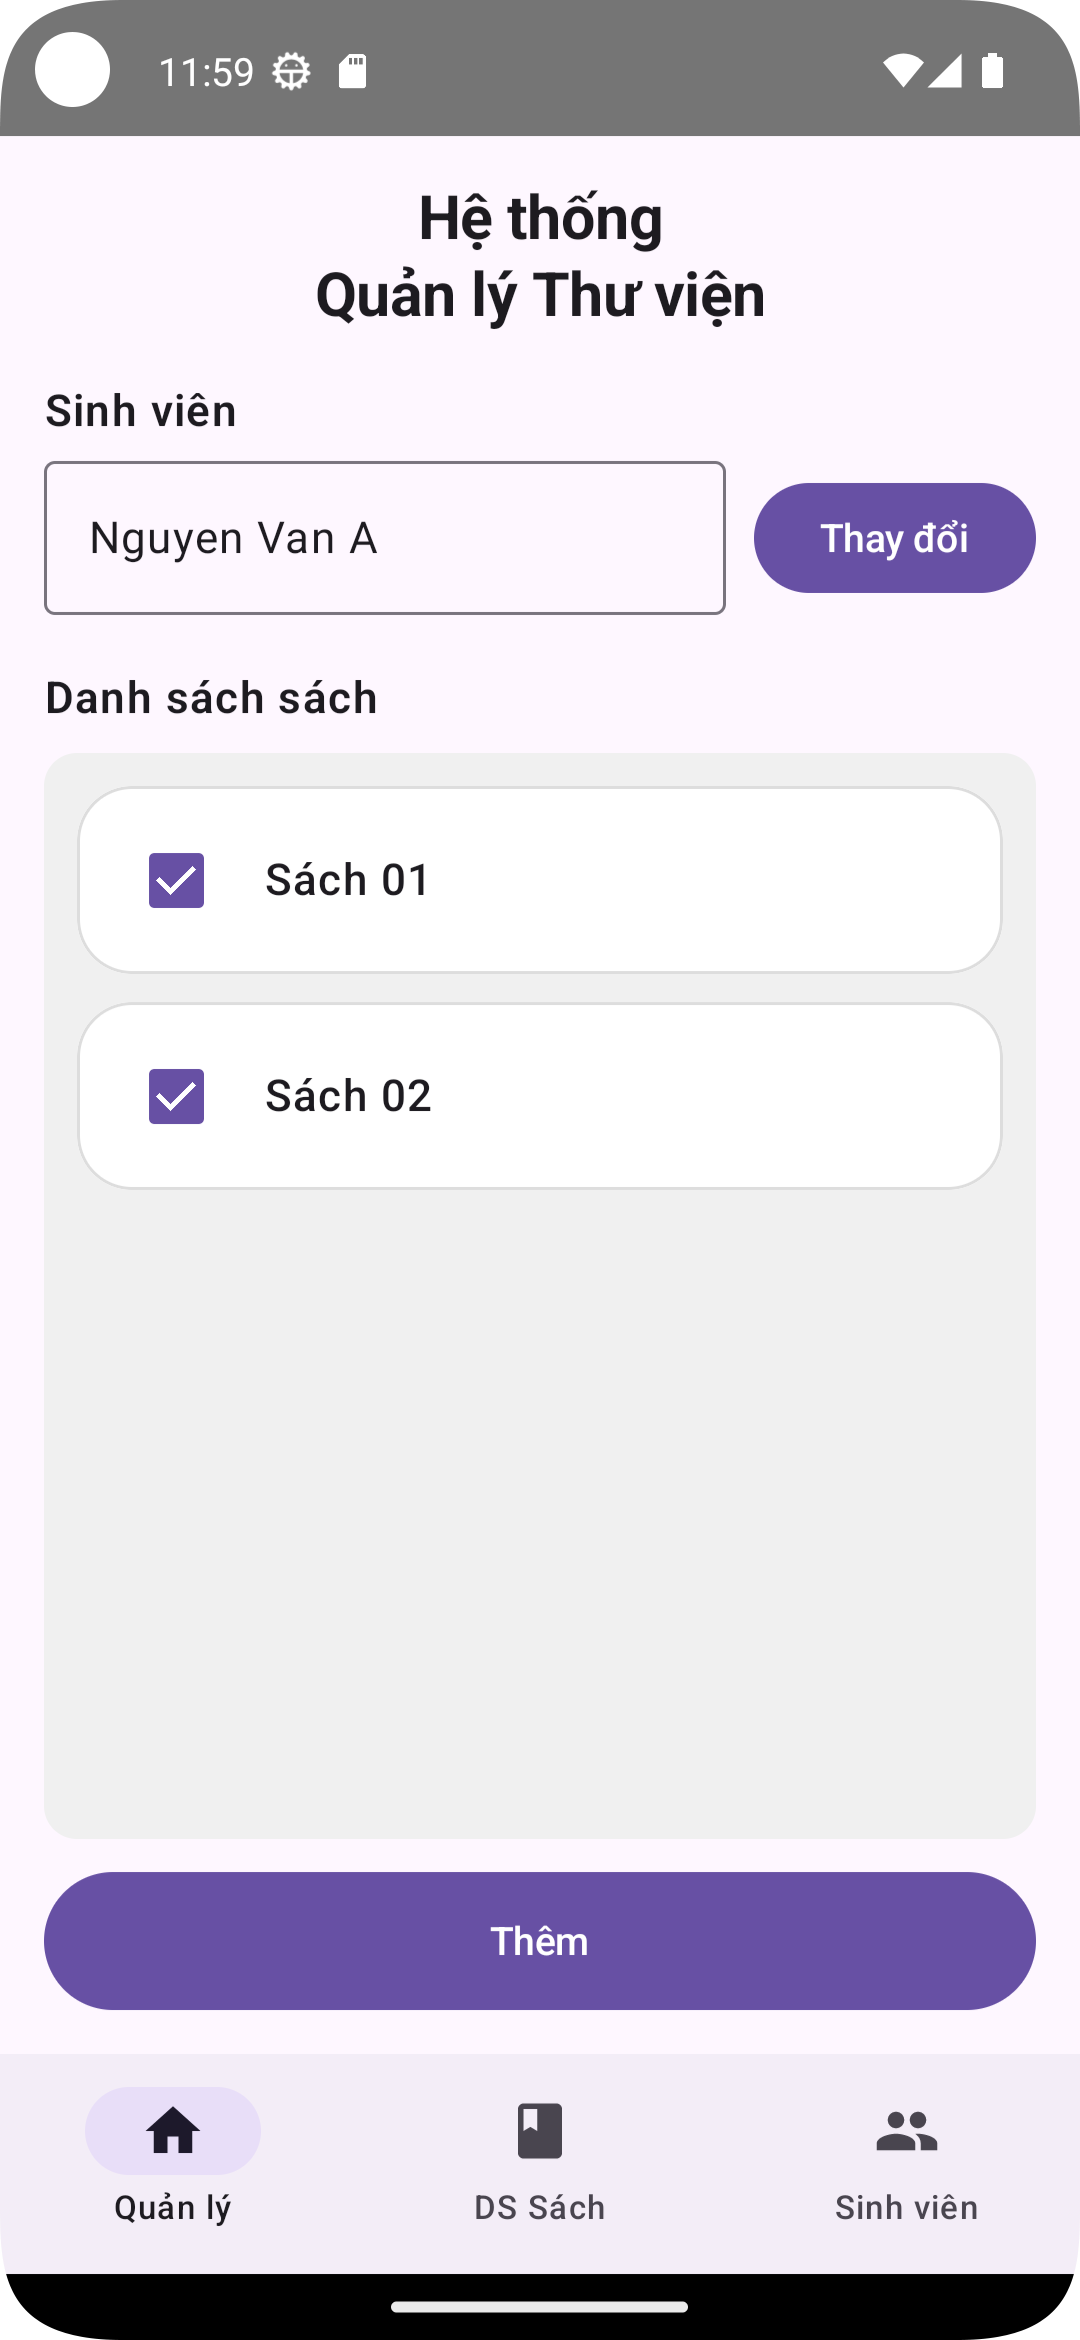 11:59
Hệ thống
Quản lý Thư viện
Sinh viên
Nguyen Van A
Thay đổi
Danh sách sách
Sách 01
Sách 02
Thêm
Quản lý
DS Sách
Sinh viên